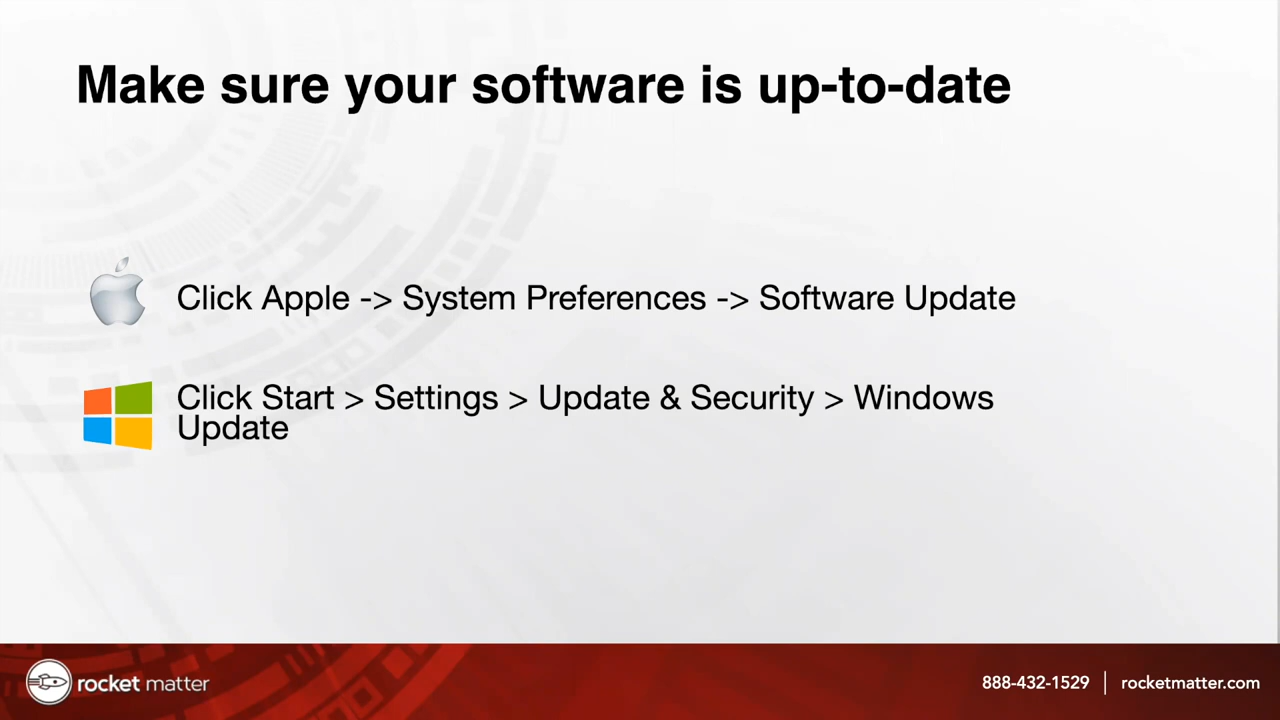 Make sure your software is up-to-date
Click Apple -> System Preferences -> Software Update
Click Start > Settings > Update & Security > Windows
Update
rocket matter
888-432-1529 | rocketmatter.com